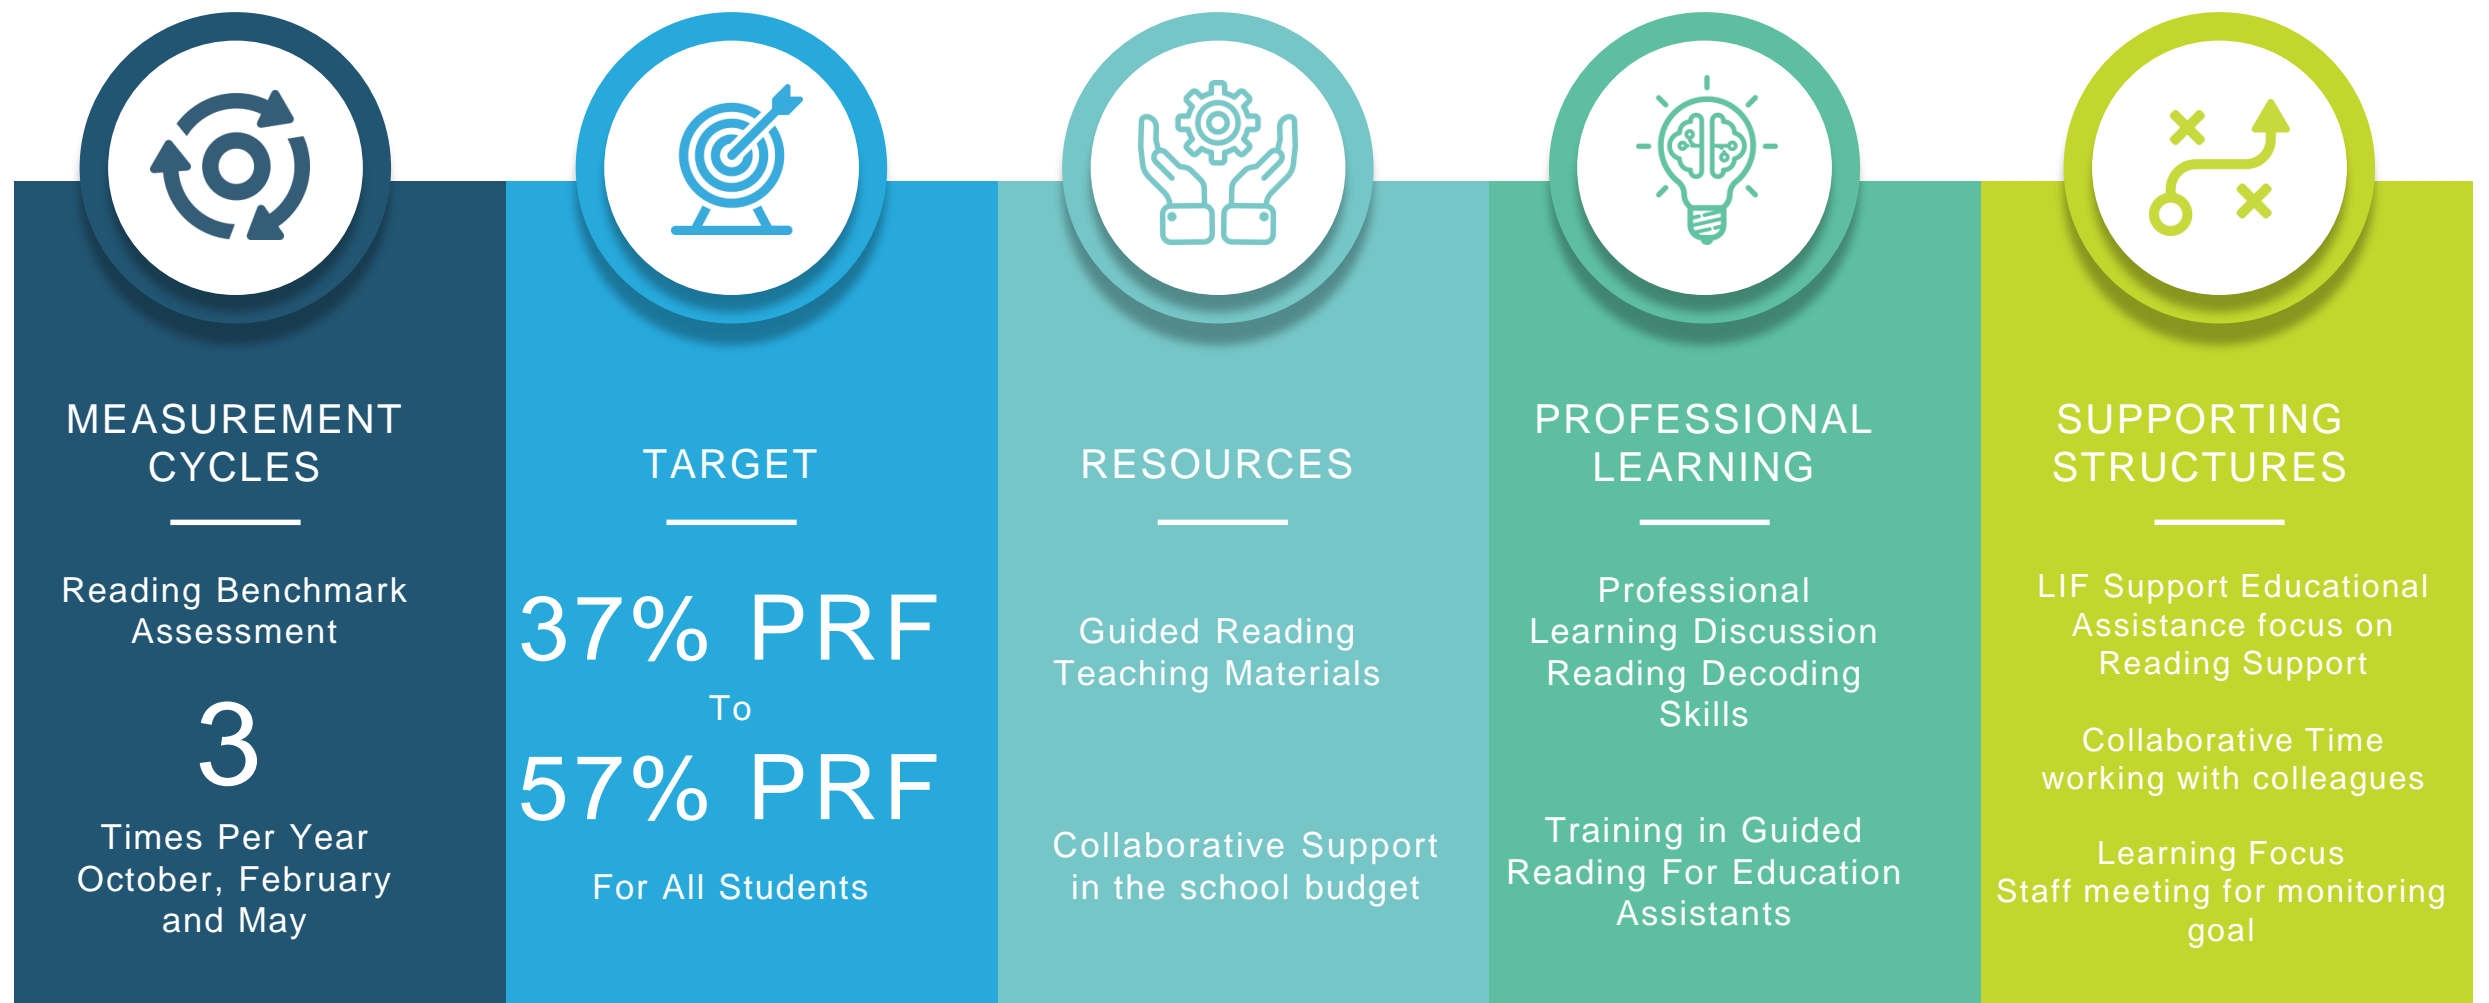 MEASUREMENT
CYCLES
Reading Benchmark
Assessment
3
Times Per Year
October, February
and May
TARGET
37% PRF
To
57% PRF
For All Students
RESOURCES
Guided Reading
Teaching Materials
Collaborative Support
in the school budget
PROFESSIONAL
LEARNING
Professional
Learning Discussion
Reading Decoding
Skills
Training in Guided
Reading For Education
Assistants
SUPPORTING
STRUCTURES
LIF Support Educational
Assistance focus on
Reading Support
Collaborative Time
working with colleagues
Learning Focus
Staff meeting for monitoring
goal